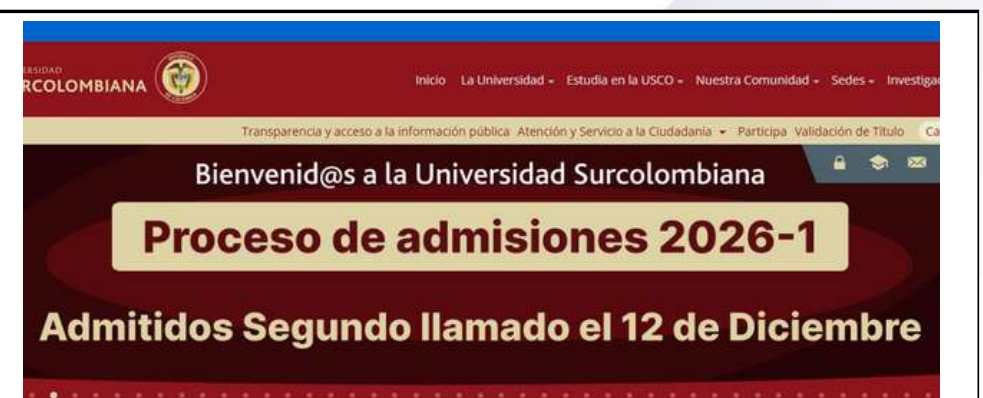 UNIVERSIDAD
SURCOLOMBIANA
Inicio La Universidad Estudia en la USCO Nuestra Comunidad Sedes
Transparencia y acceso a la información pública Atención y Servicio a la Ciudadanía Participa Validación de Título
Bienvenid@s a la Universidad Surcolombiana
Proceso de admisiones 2026-1
Admitidos Segundo llamado el 12 de Diciembre